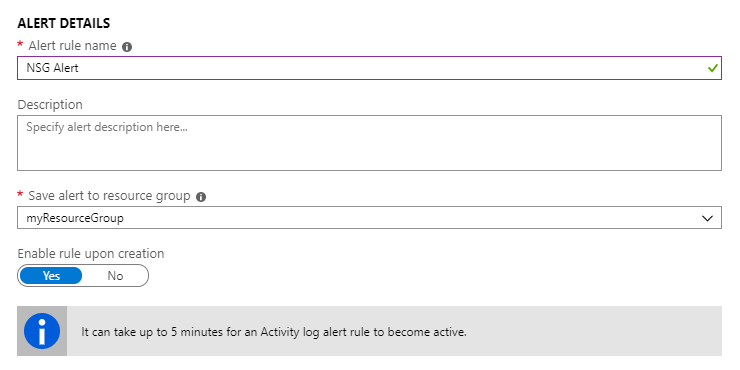 ALERT DETAILS
* Alert rule name
NSG Alert
Description
Specify alert description here...
* Save alert to resource group
myResourceGroup
Enable rule upon creation
Yes No
It can take up to 5 minutes for an Activity log alert rule to become active.